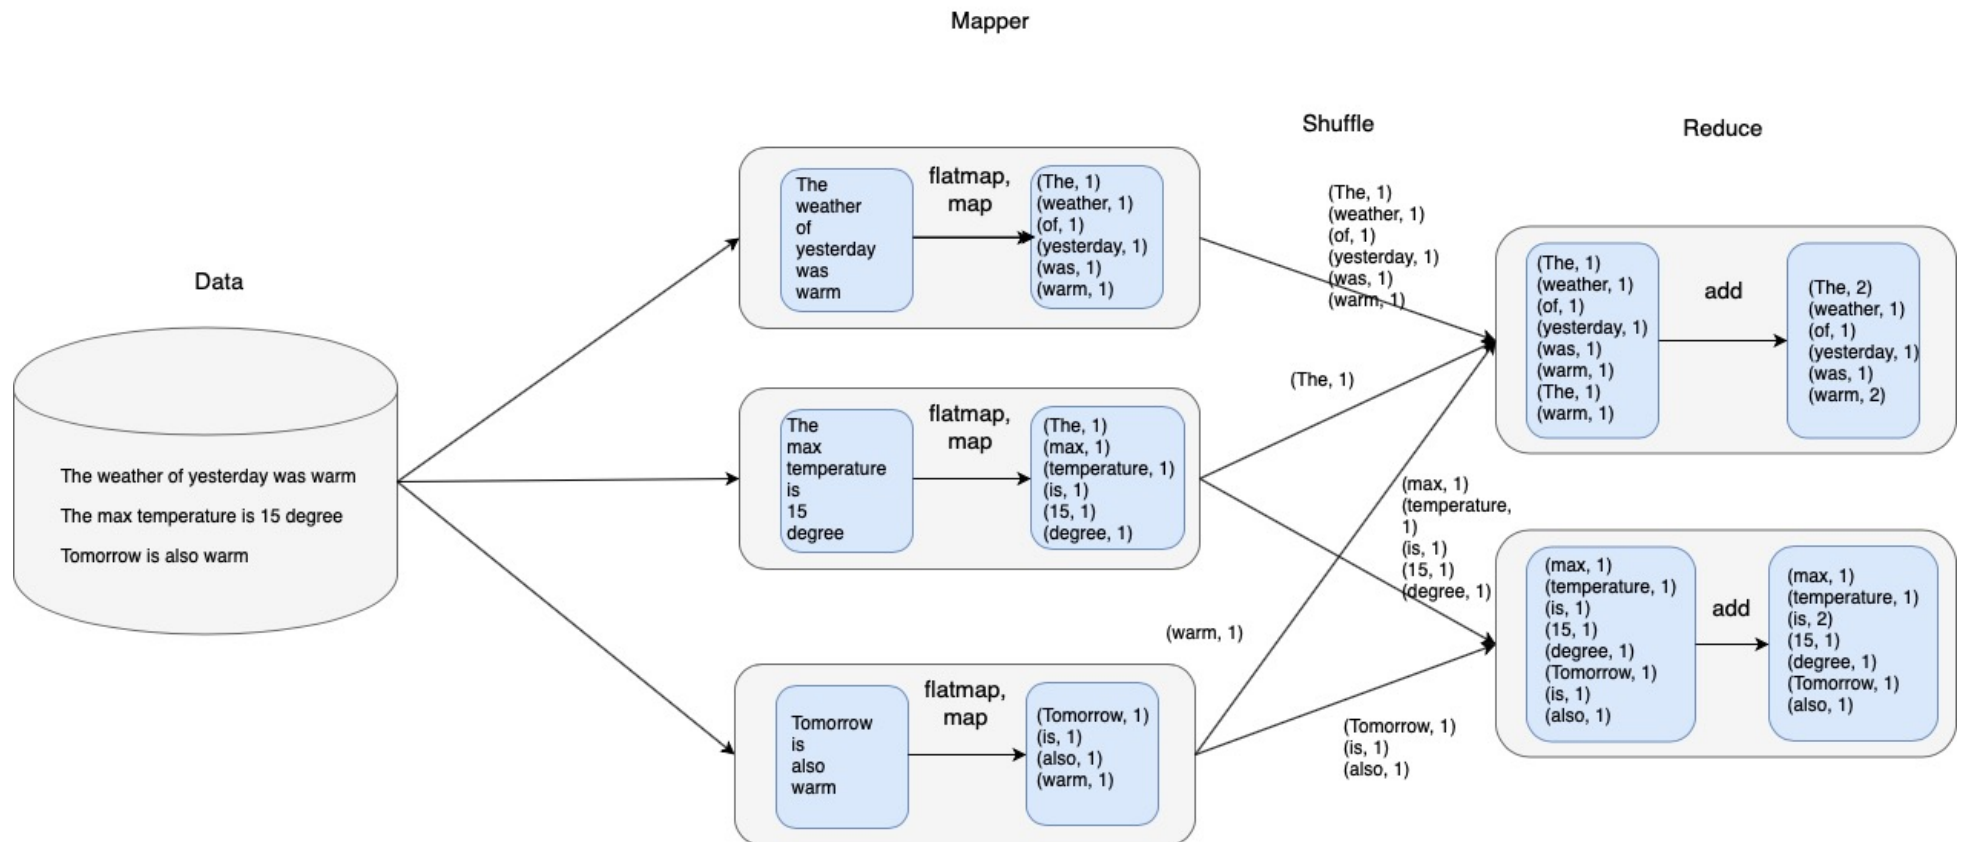 Mapper
Shuffle
Reduce
Data
The weather of yesterday was warm
The max temperature is 15 degree
Tomorrow is also warm
The
weather
of
yesterday
was
warm
flatmap,
map
(The, 1)
(weather, 1)
(of, 1)
(yesterday, 1)
(was, 1)
(warm, 1)
The
max
temperature
is
15
degree
flatmap,
map
(The, 1)
(max, 1)
(temperature, 1)
(is, 1)
(15, 1)
(degree, 1)
Tomorrow
is
also
warm
flatmap,
map
(Tomorrow, 1)
(is, 1)
(also, 1)
(warm, 1)
(The, 1)
(weather, 1)
(of, 1)
(yesterday, 1)
(was, 1)
(warm, 1)
(The, 1)
(max, 1)
(temperature,
1)
(is, 1)
(15, 1)
(degree, 1)
(warm, 1)
(Tomorrow, 1)
(is, 1)
(also, 1)
(The, 1)
(weather, 1)
(of, 1)
(yesterday, 1)
(was, 1)
(warm, 1)
(The, 1)
(warm, 1)
add
(The, 2)
(weather, 1)
(of, 1)
(yesterday, 1)
(was, 1)
(warm, 2)
(max, 1)
(temperature, 1)
(is, 1)
(15, 1)
(degree, 1)
(Tomorrow, 1)
(is, 1)
(also, 1)
add
(max, 1)
(temperature, 1)
(is, 2)
(15, 1)
(degree, 1)
(Tomorrow, 1)
(also, 1)